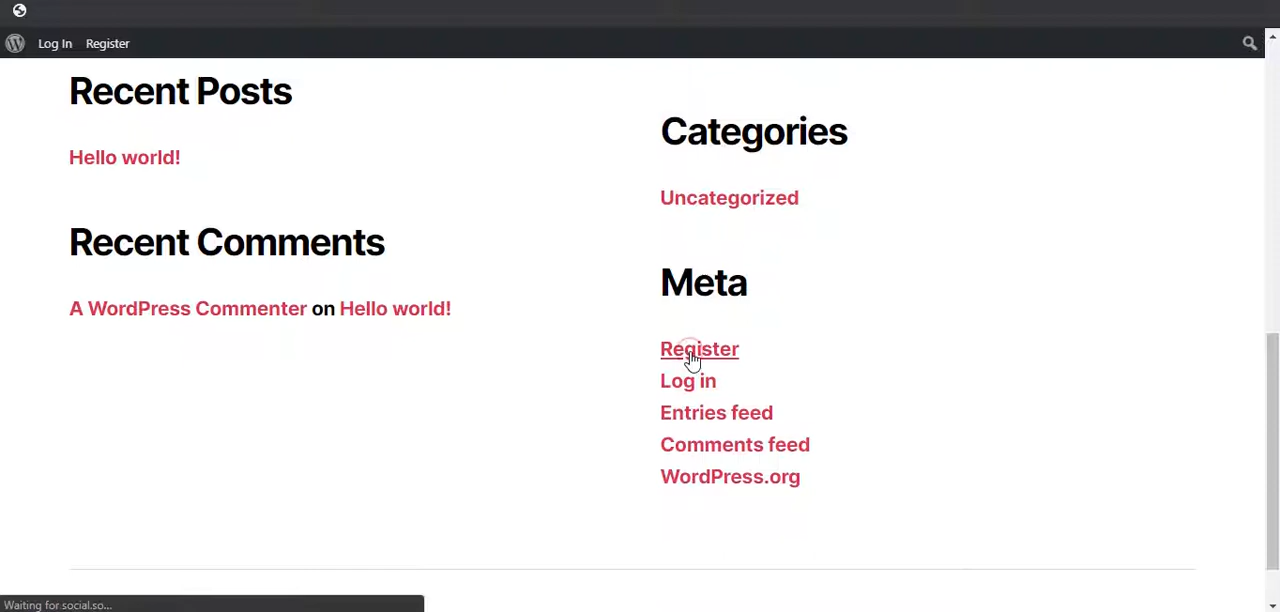 Log In Register
Recent Posts
Hello world!
Recent Comments
A WordPress Commenter on Hello world!
Categories
Uncategorized
Meta
Register
Log in
Entries feed
Comments feed
WordPress.org
Waiting for social.so...